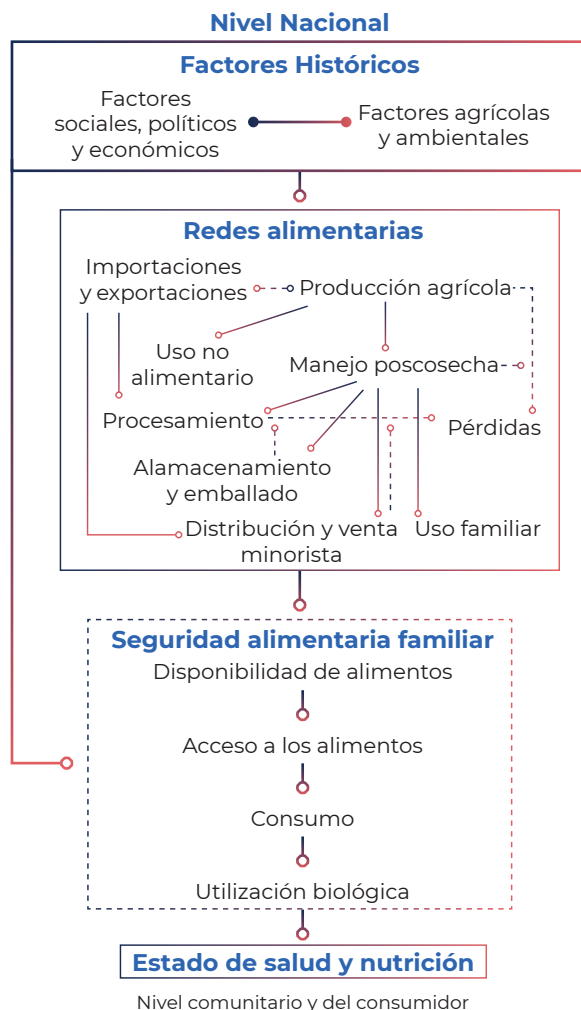 Nivel Nacional
Factores Históricos
Factores
sociales, políticos
y económicos
Factores agrícolas
y ambientales
Redes alimentarias
Importaciones
y exportaciones
Producción agrícola
Uso no
alimentario
Manejo poscosecha
Procesamiento
Pérdidas
Alamacenamiento
y emballado
Distribución y venta
minorista
Uso familiar
Seguridad alimentaria familiar
Disponibilidad de alimentos
Acceso a los alimentos
Consumo
Utilización biológica
Estado de salud y nutrición
Nivel comunitario y del consumidor